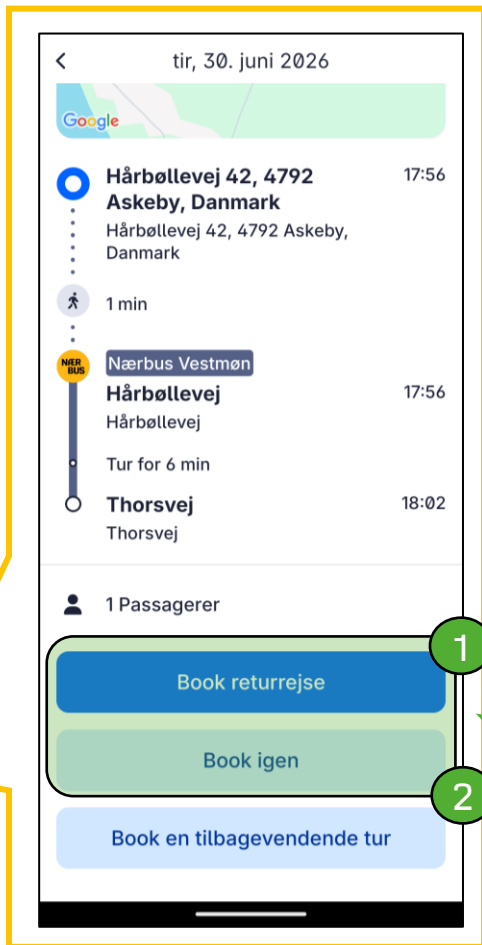 tir, 30. juni 2026
Google
Hårbøllevej 42, 4792 17:56
Askeby, Danmark
Hårbøllevej 42, 4792 Askeby,
Danmark
1 min
NÆR
BUS
Nærbus Vestmøn
Hårbøllevej 17:56
Hårbøllevej
Tur for 6 min
Thorsvej 18:02
Thorsvej
1 Passagerer
1
Book returrejse
Book igen
2
Book en tilbagevendende tur